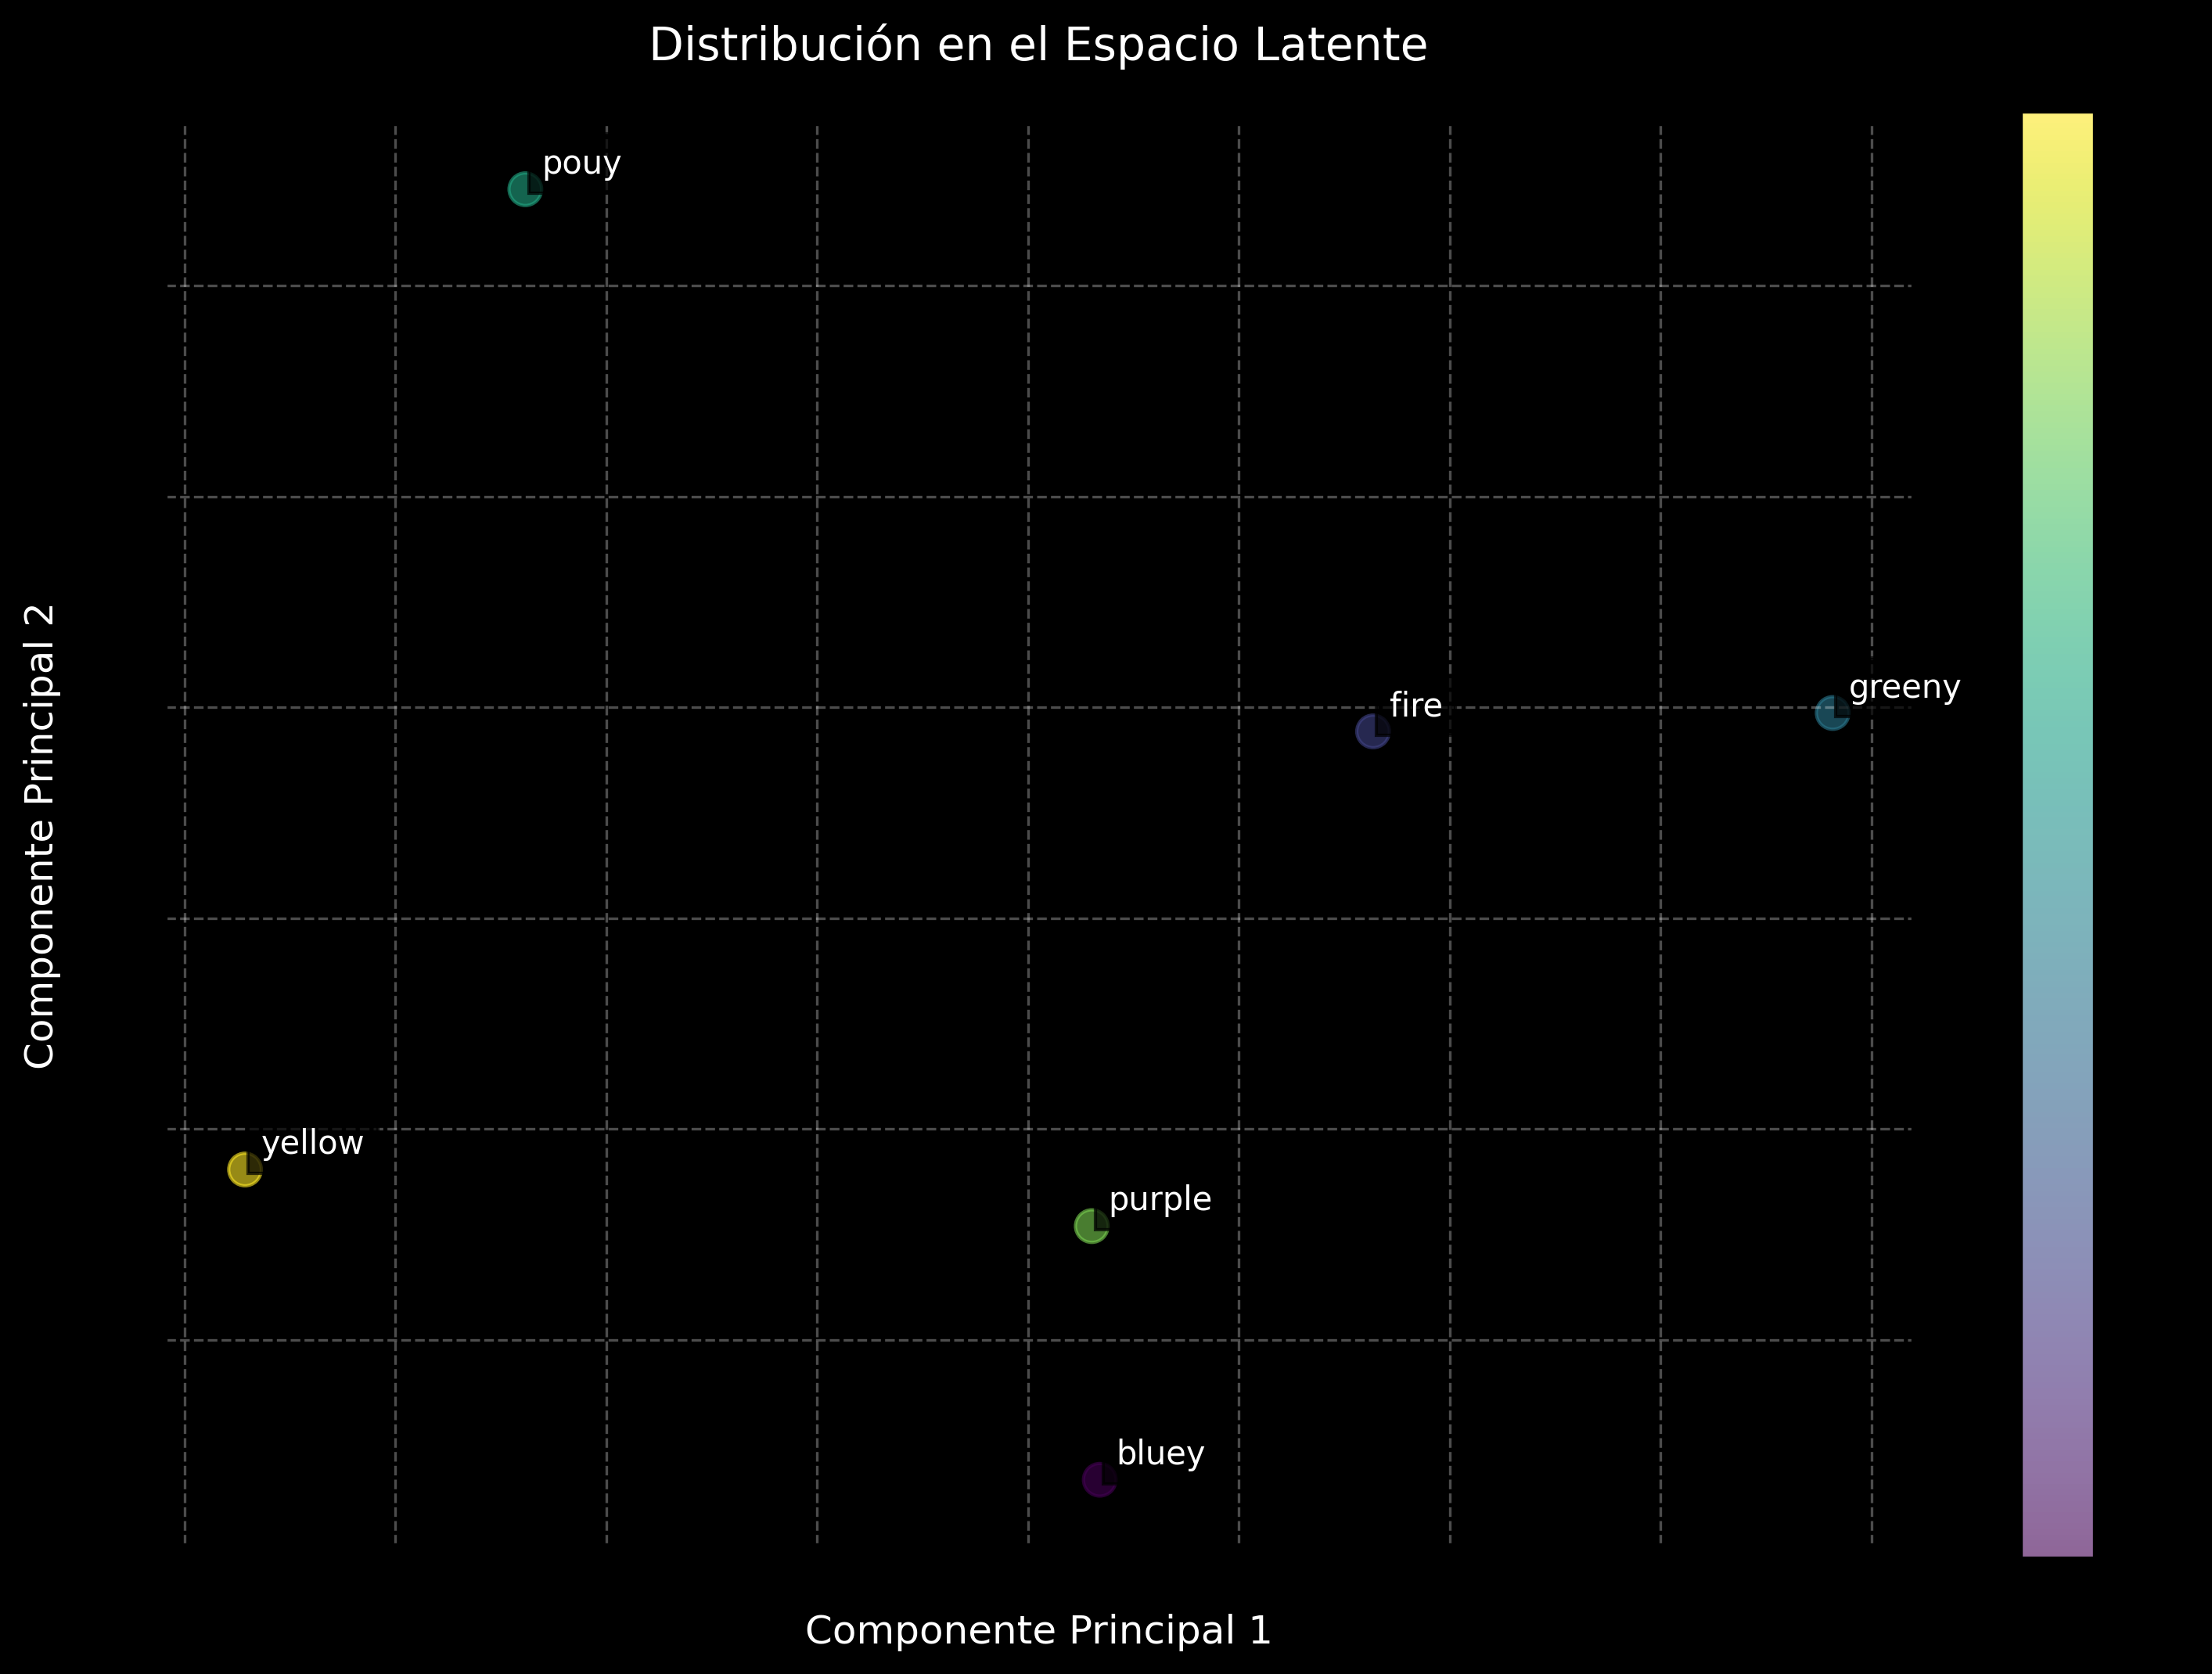 Distribución en el Espacio Latente
pouy
greeny
fire
Componente Principal 2
yellow
purple
bluey
Componente Principal 1